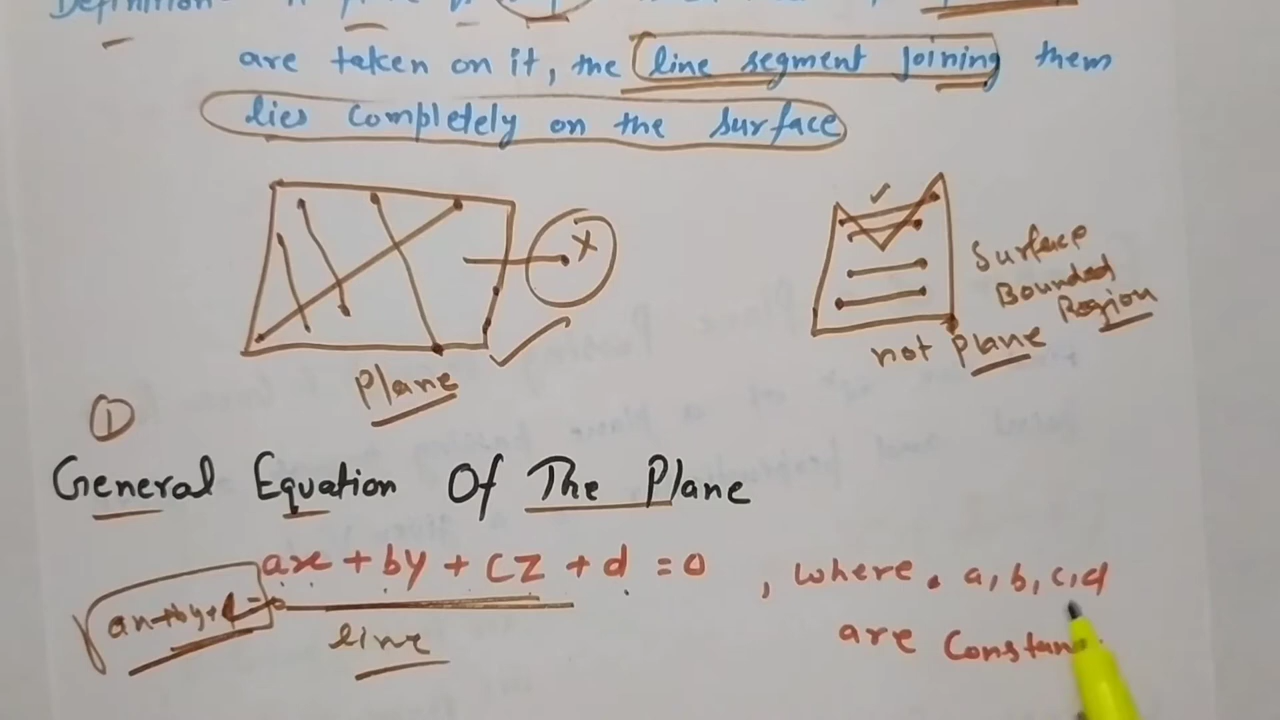 Definition:
are taken on it, the line segment joining them
lies completely on the surface
X
Surface
Bounded
Region
not Plane
Plane
①
General Equation Of The Plane
ax + by + cz + d = 0 , where. a, b, c, d
line
are Constan